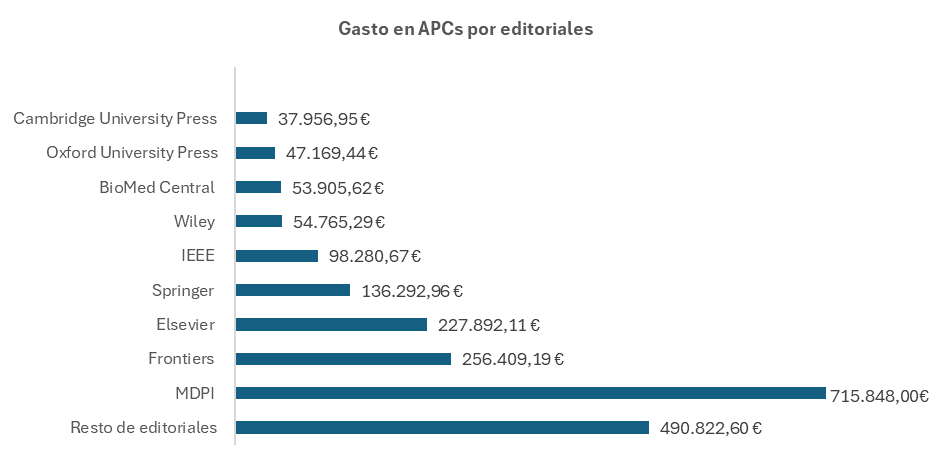 Gasto en APCs por editoriales
Cambridge University Press 37.956,95 €
Oxford University Press 47.169,44 €
BioMed Central 53.905,62 €
Wiley 54.765,29 €
IEEE 98.280,67 €
Springer 136.292,96 €
Elsevier 227.892,11 €
Frontiers 256.409,19 €
MDPI 715.848,00€
Resto de editoriales 490.822,60 €